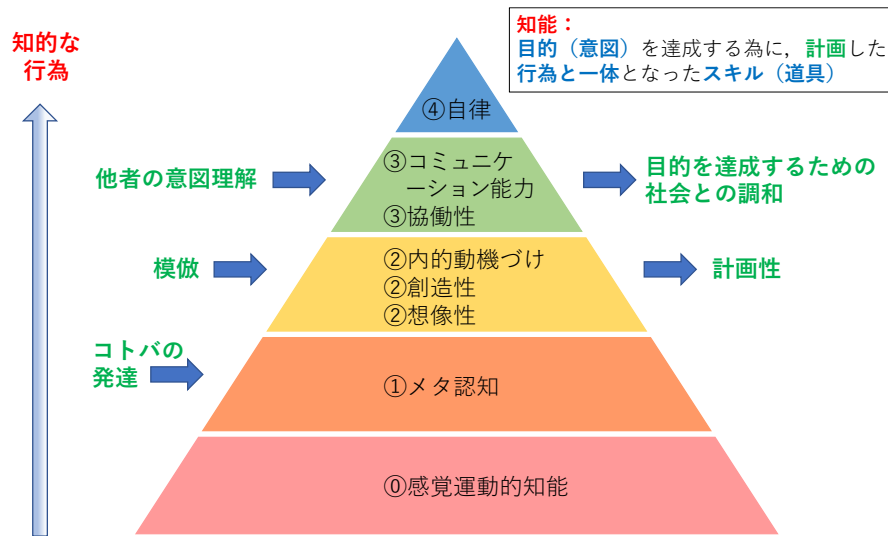 知的な
行為
知能：
目的（意図）を達成する為に，計画した
行為と一体となったスキル（道具）
④自律
他者の意図理解
③コミュニケ
ーション能力
③協働性
目的を達成するための
社会との調和
模倣
②内的動機づけ
②創造性
②想像性
計画性
コトバの
発達
①メタ認知
⓪感覚運動的知能